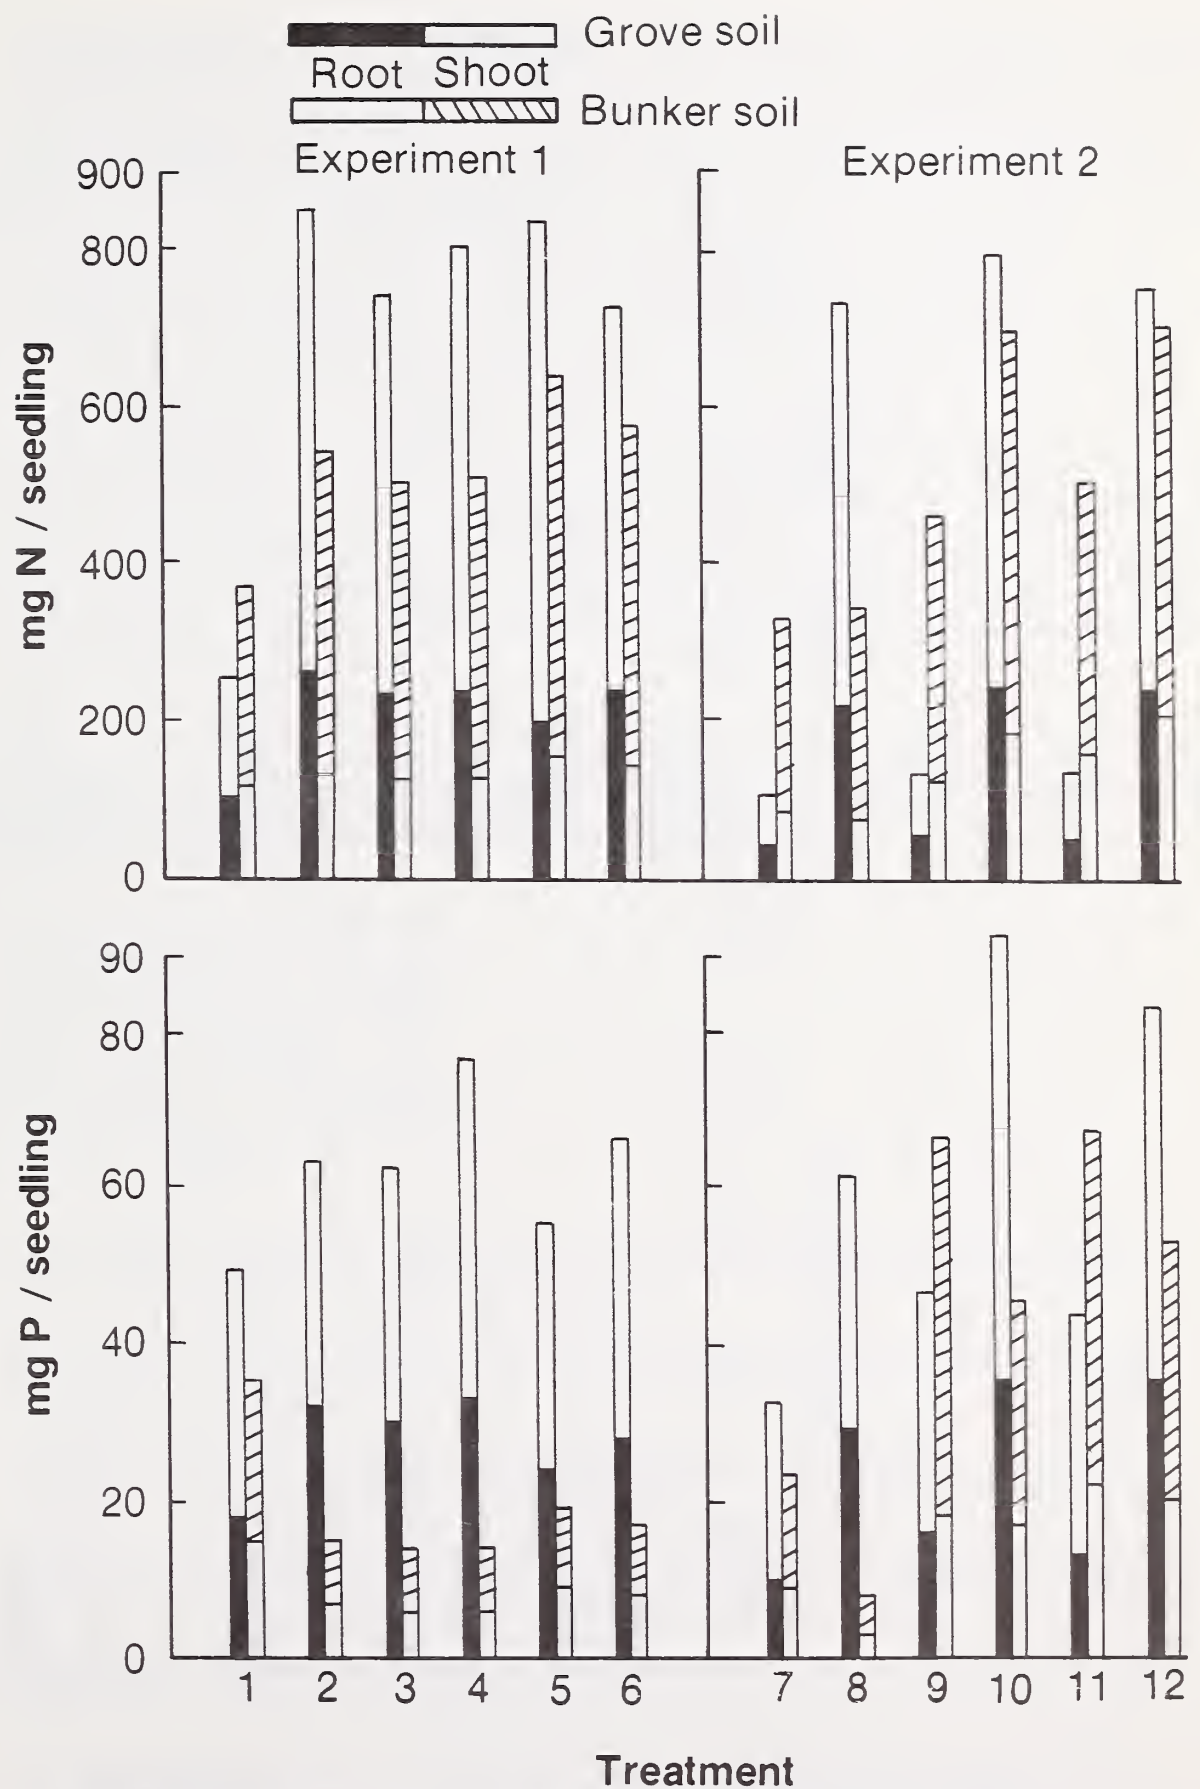 Grove soil
Root Shoot
Bunker soil
Experiment 1
Experiment 2
900
800
600
400
200
0
mg N / seedling
90
80
60
40
20
0
mg P / seedling
1 2 3 4 5 6 7 8 9 10 11 12
Treatment